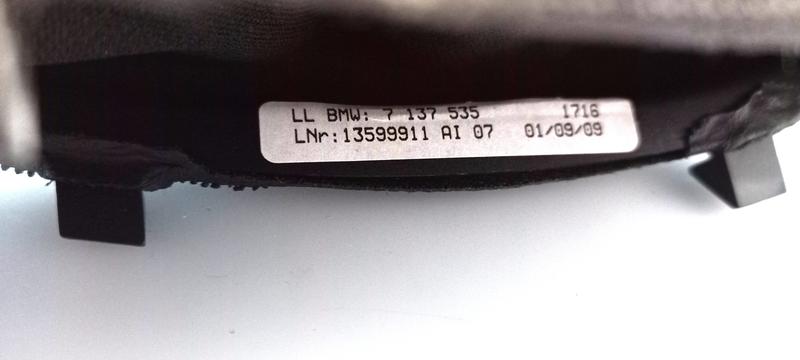 LL BMW: 7 137 535 1716
LNr:13599911 AI 07 01/09/09